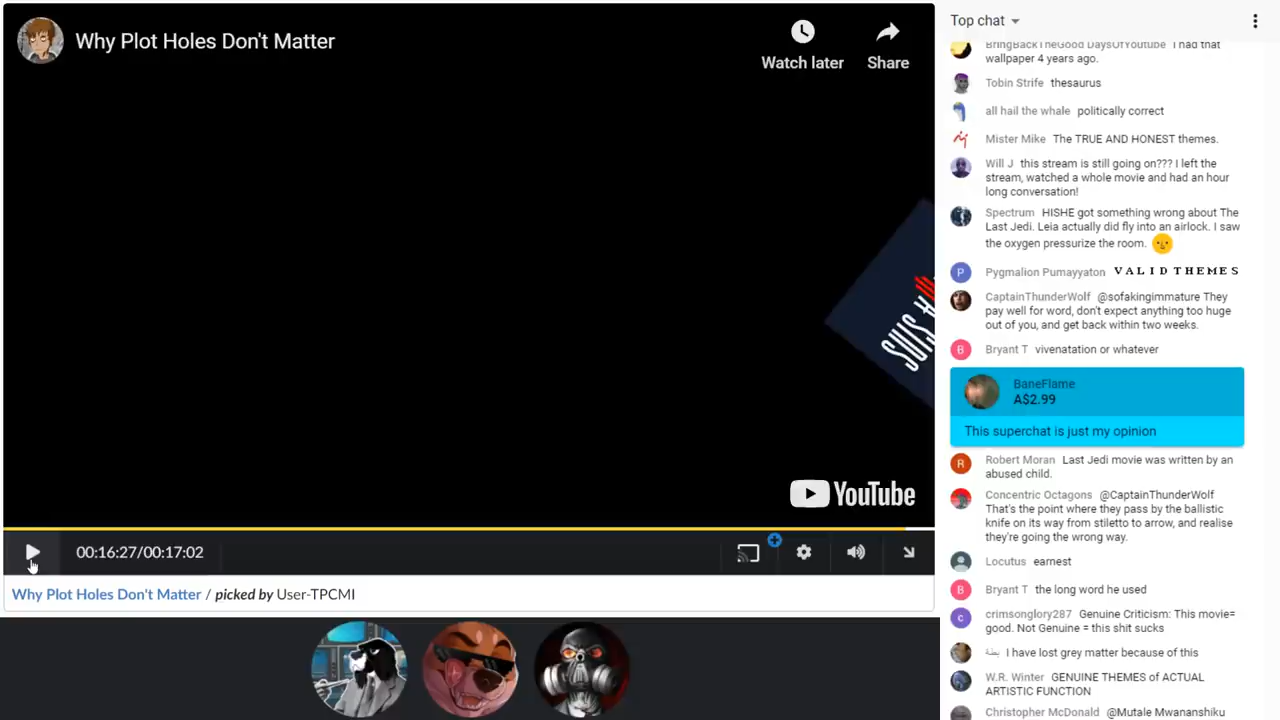 Why Plot Holes Don't Matter
Watch later
Share
SUIS A
YouTube
00:16:27/00:17:02
Why Plot Holes Don't Matter / picked by User-TPCMI
Top chat
BringBackTheGood DaysOfYoutube I had that
wallpaper 4 years ago.
Tobin Strife thesaurus
all hail the whale politically correct
Mister Mike The TRUE AND HONEST themes.
Will J this stream is still going on??? I left the
stream, watched a whole movie and had an hour
long conversation!
Spectrum HISHE got something wrong about The
Last Jedi. Leia actually did fly into an airlock. I saw
the oxygen pressurize the room.
P
Pygmalion Pumayyaton V A L I D T H E M E S
CaptainThunderWolf @sofakingimmature They
pay well for word, don't expect anything too huge
out of you, and get back within two weeks.
B
Bryant T vivenatation or whatever
BaneFlame
A$2.99
This superchat is just my opinion
R
Robert Moran Last Jedi movie was written by an
abused child.
Concentric Octagons @CaptainThunderWolf
That's the point where they pass by the ballistic
knife on its way from stiletto to arrow, and realise
they're going the wrong way.
Locutus earnest
B
Bryant T the long word he used
c
crimsonglory287 Genuine Criticism: This movie=
good. Not Genuine = this shit sucks
I have lost grey matter because of this
W.R. Winter GENUINE THEMES of ACTUAL
ARTISTIC FUNCTION
Christopher McDonald @Mutale Mwananshiku